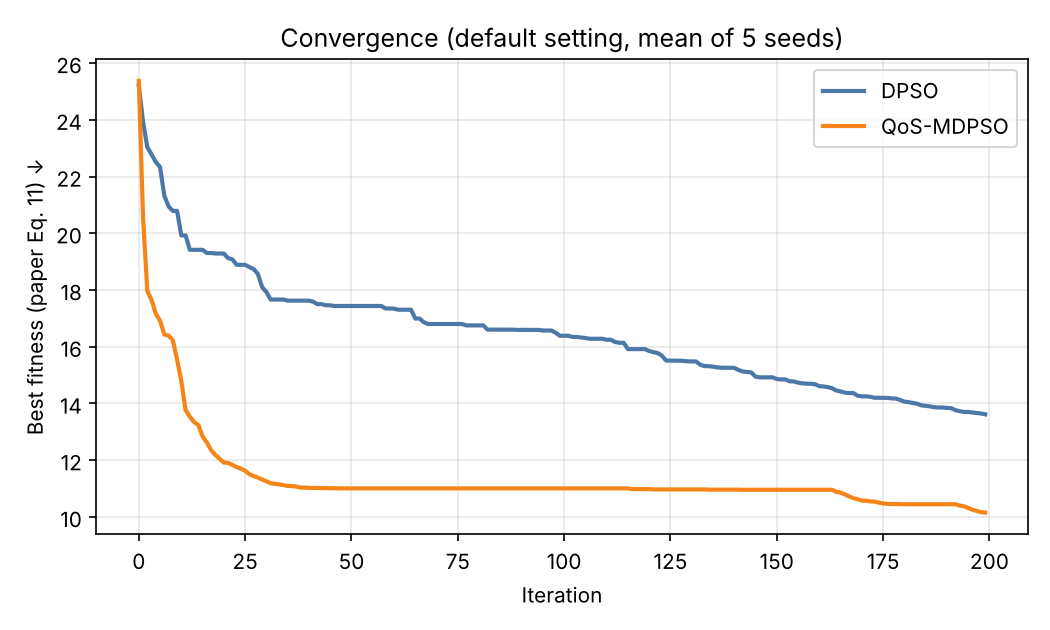 Convergence (default setting, mean of 5 seeds)
DPSO
QoS-MDPSO
Best fitness (paper Eq. 11) ↓
26
24
22
20
18
16
14
12
10
0 25 50 75 100 125 150 175 200
Iteration